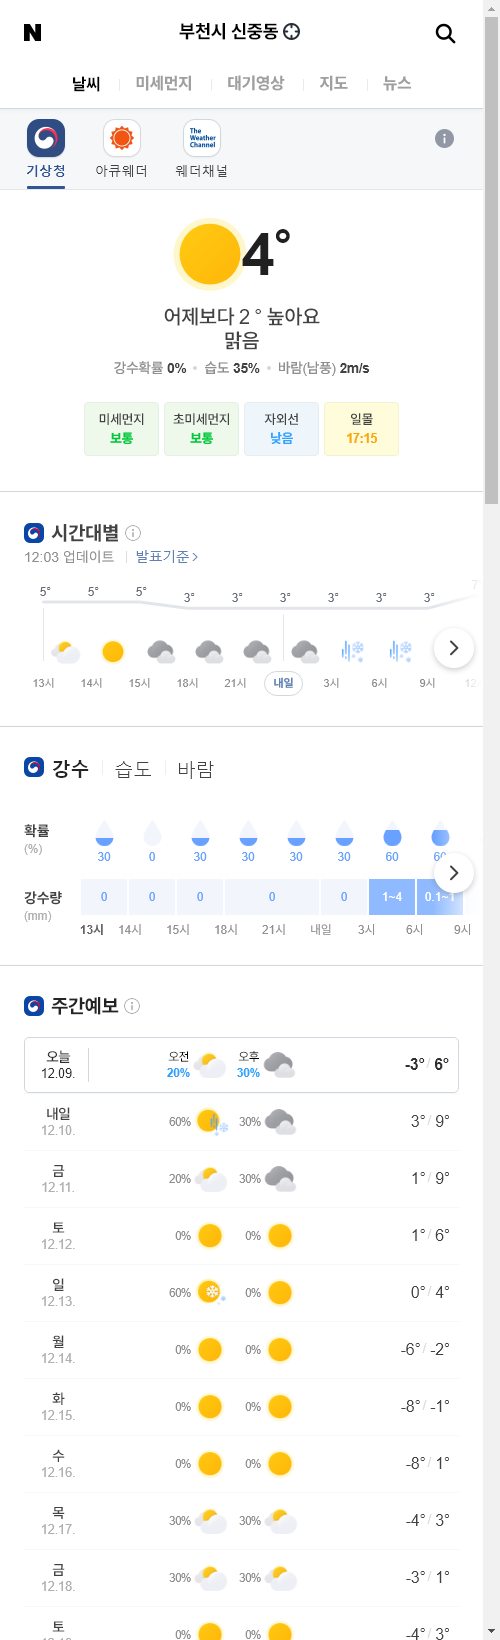 N 부천시 신중동
날씨 미세먼지 대기영상 지도 뉴스
The Weather Channel
기상청 아큐웨더 웨더채널
4°
어제보다 2 ° 높아요
맑음
강수확률 0% 습도 35% 바람(남풍) 2m/s
미세먼지 초미세먼지 자외선 일몰
보통 보통 낮음 17:15
시간대별
12:03 업데이트 발표기준
5° 5° 5° 3° 3° 3° 3° 3° 3° 7°
13시 14시 15시 18시 21시 내일 3시 6시 9시
강수 습도 바람
확률
(%)
30 0 30 30 30 30 60 60
강수량
(mm)
0 0 0 0 0 1~4 0.1~1
13시 14시 15시 18시 21시 내일 3시 6시 9시
주간예보
오늘 오전 오후
12.09. 20% 30% -3° / 6°
내일
12.10. 60% 30% 3° / 9°
금
12.11. 20% 30% 1° / 9°
토
12.12. 0% 0% 1° / 6°
일
12.13. 60% 0% 0° / 4°
월
12.14. 0% 0% -6° / -2°
화
12.15. 0% 0% -8° / -1°
수
12.16. 0% 0% -8° / 1°
목
12.17. 30% 30% -4° / 3°
금
12.18. 30% 30% -3° / 1°
토
0% 0% -4° / 3°